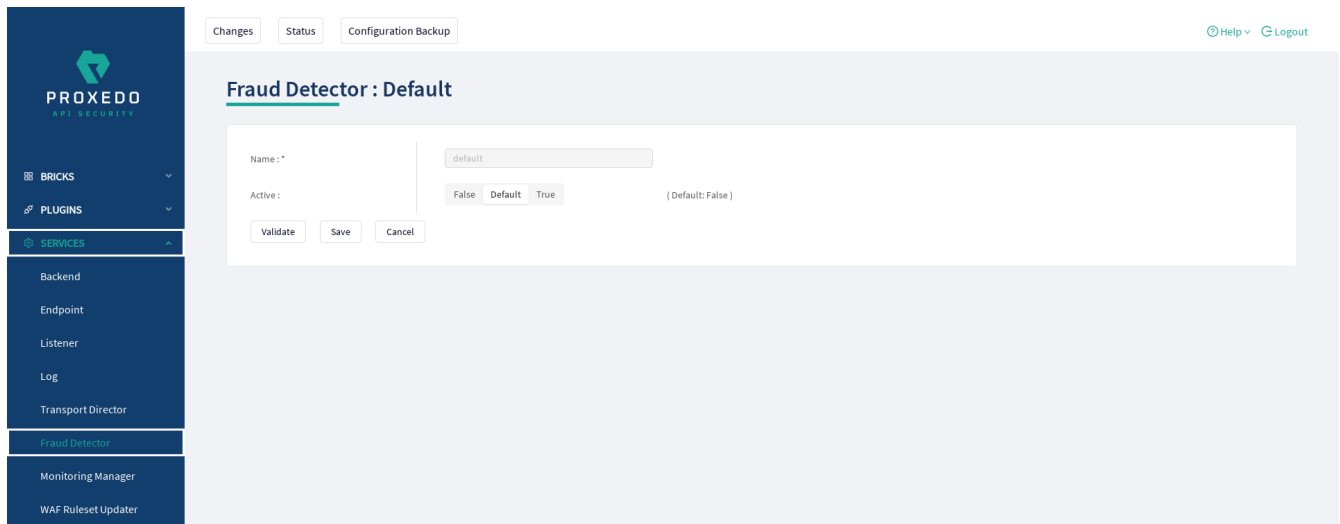 Changes Status Configuration Backup Help Logout
PROXEDO
API SECURITY
Fraud Detector : Default
Name : * default
Active : False Default True ( Default: False )
Validate Save Cancel
BRICKS
PLUGINS
SERVICES
Backend
Endpoint
Listener
Log
Transport Director
Fraud Detector
Monitoring Manager
WAF Ruleset Updater